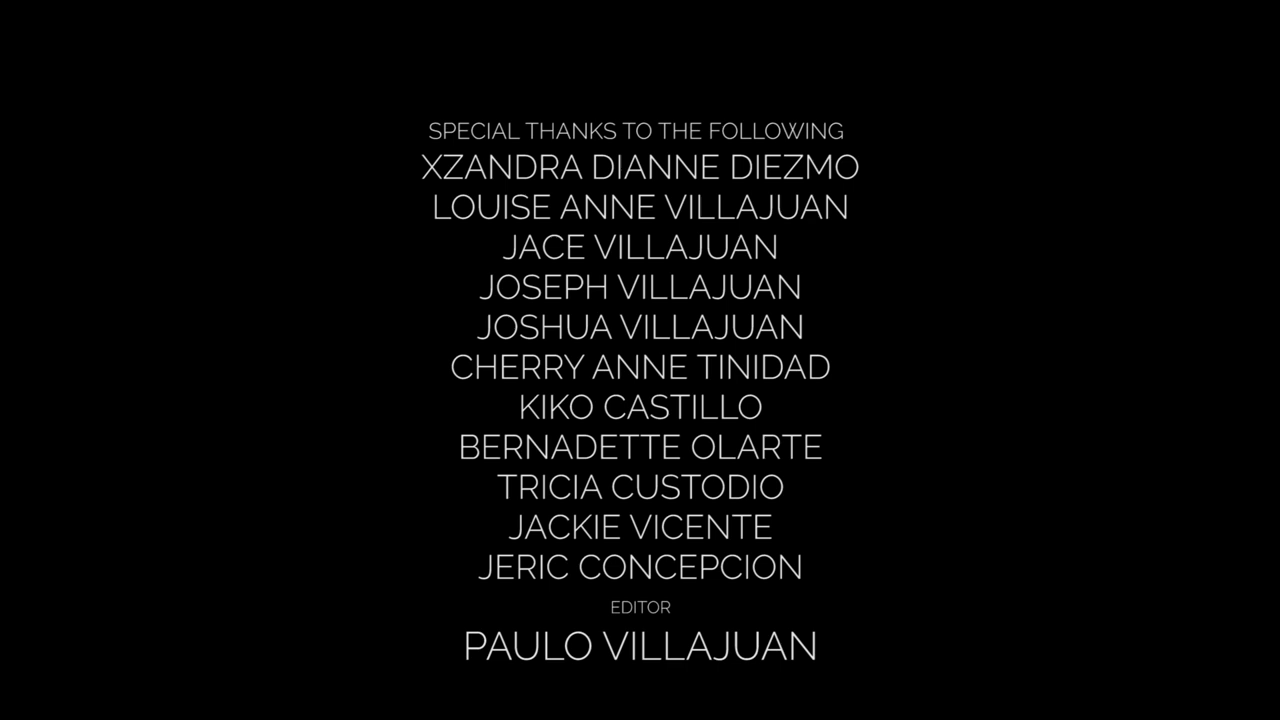 SPECIAL THANKS TO THE FOLLOWING
XZANDRA DIANNE DIEZMO
LOUISE ANNE VILLAJUAN
JACE VILLAJUAN
JOSEPH VILLAJUAN
JOSHUA VILLAJUAN
CHERRY ANNE TINIDAD
KIKO CASTILLO
BERNADETTE OLARTE
TRICIA CUSTODIO
JACKIE VICENTE
JERIC CONCEPCION
EDITOR
PAULO VILLAJUAN